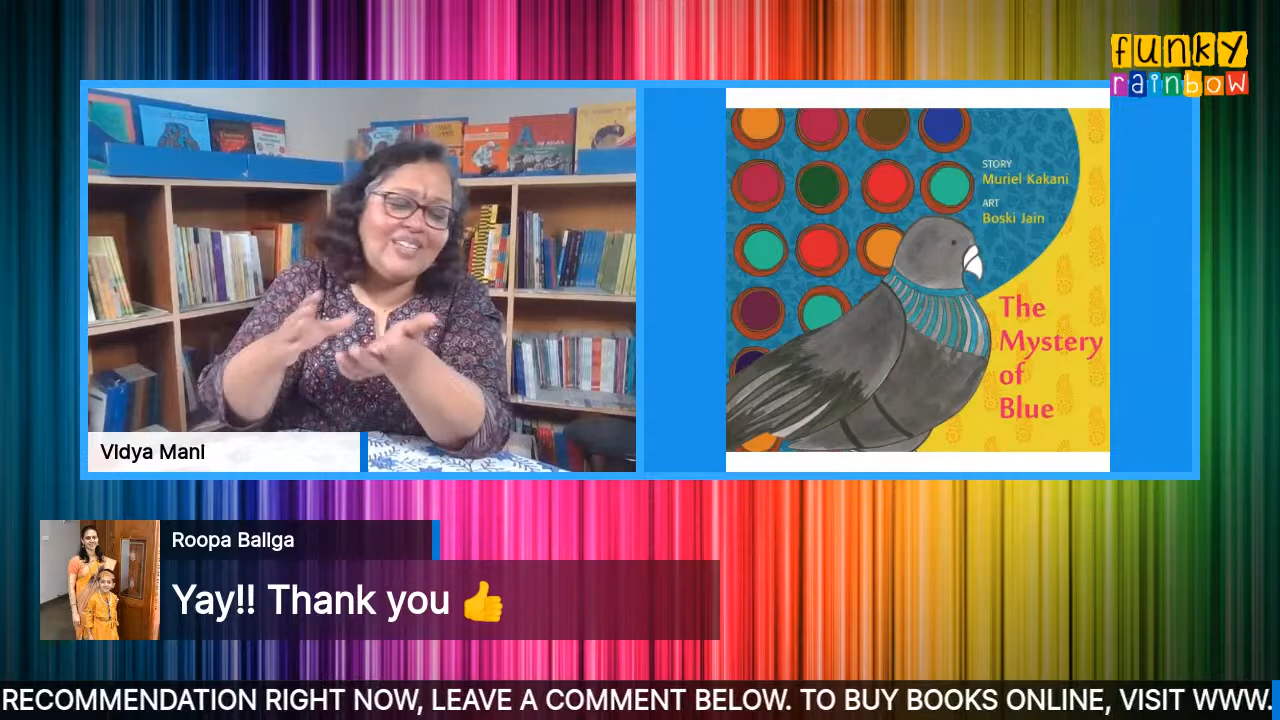 funky
rainbow
STORY
Muriel Kakani
ART
Boski Jain
The
Mystery
of
Blue
Vidya Mani
Roopa Baliga
Yay!! Thank you 👍
RECOMMENDATION RIGHT NOW, LEAVE A COMMENT BELOW. TO BUY BOOKS ONLINE, VISIT WWW.